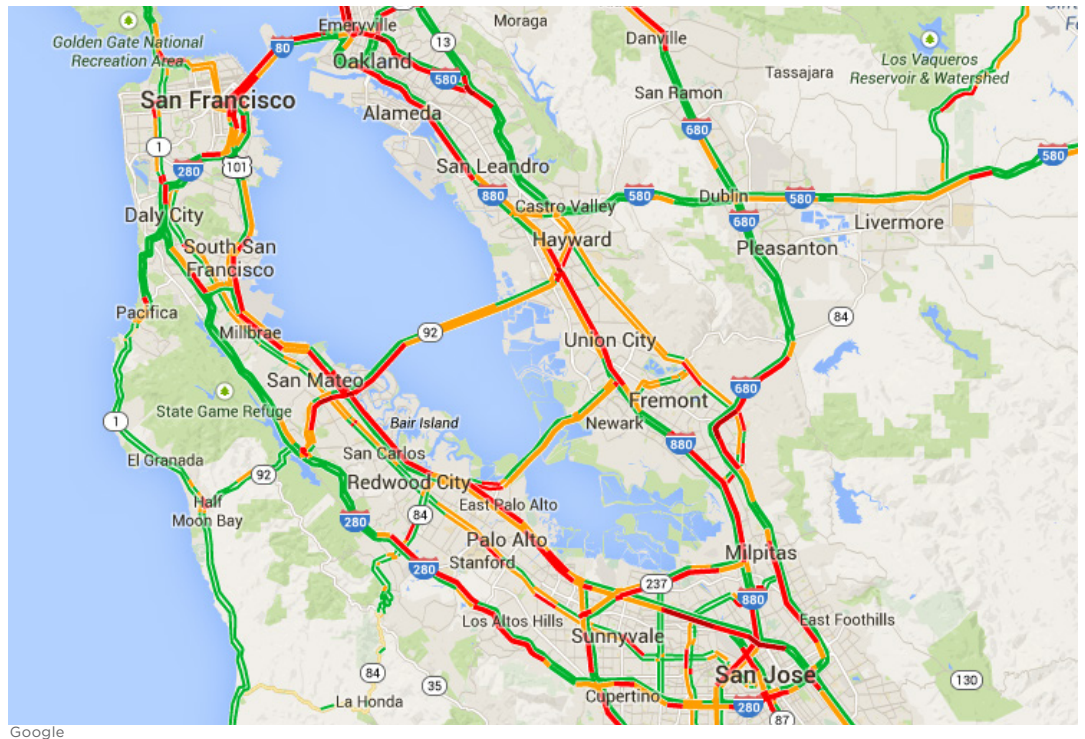 Moraga
Emeryville
Golden Gate National
Recreation Area
80
13
Danville
Los Vaqueros
Reservoir & Watershed
Oakland
580
Tassajara
San Francisco
San Ramon
Alameda
680
1
101
280
San Leandro
580
880
580
Dublin
580
Castro Valley
Daly City
680
Livermore
Hayward
Pleasanton
South San
Francisco
Pacifica
84
Millbrae
92
Union City
San Mateo
680
State Game Refuge
Fremont
1
Bair Island
Newark
880
El Granada
San Carlos
92
Redwood City
Half
Moon Bay
East Palo Alto
280
84
Palo Alto
Milpitas
Stanford
280
237
880
Los Altos Hills
East Foothills
Sunnyvale
84
35
San Jose
130
La Honda
Cupertino
280
87
Google